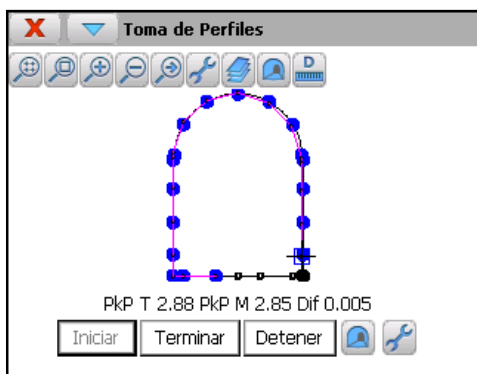 X Toma de Perfiles
D
PkP T 2.88 PkP M 2.85 Dif 0.005
Iniciar Terminar Detener